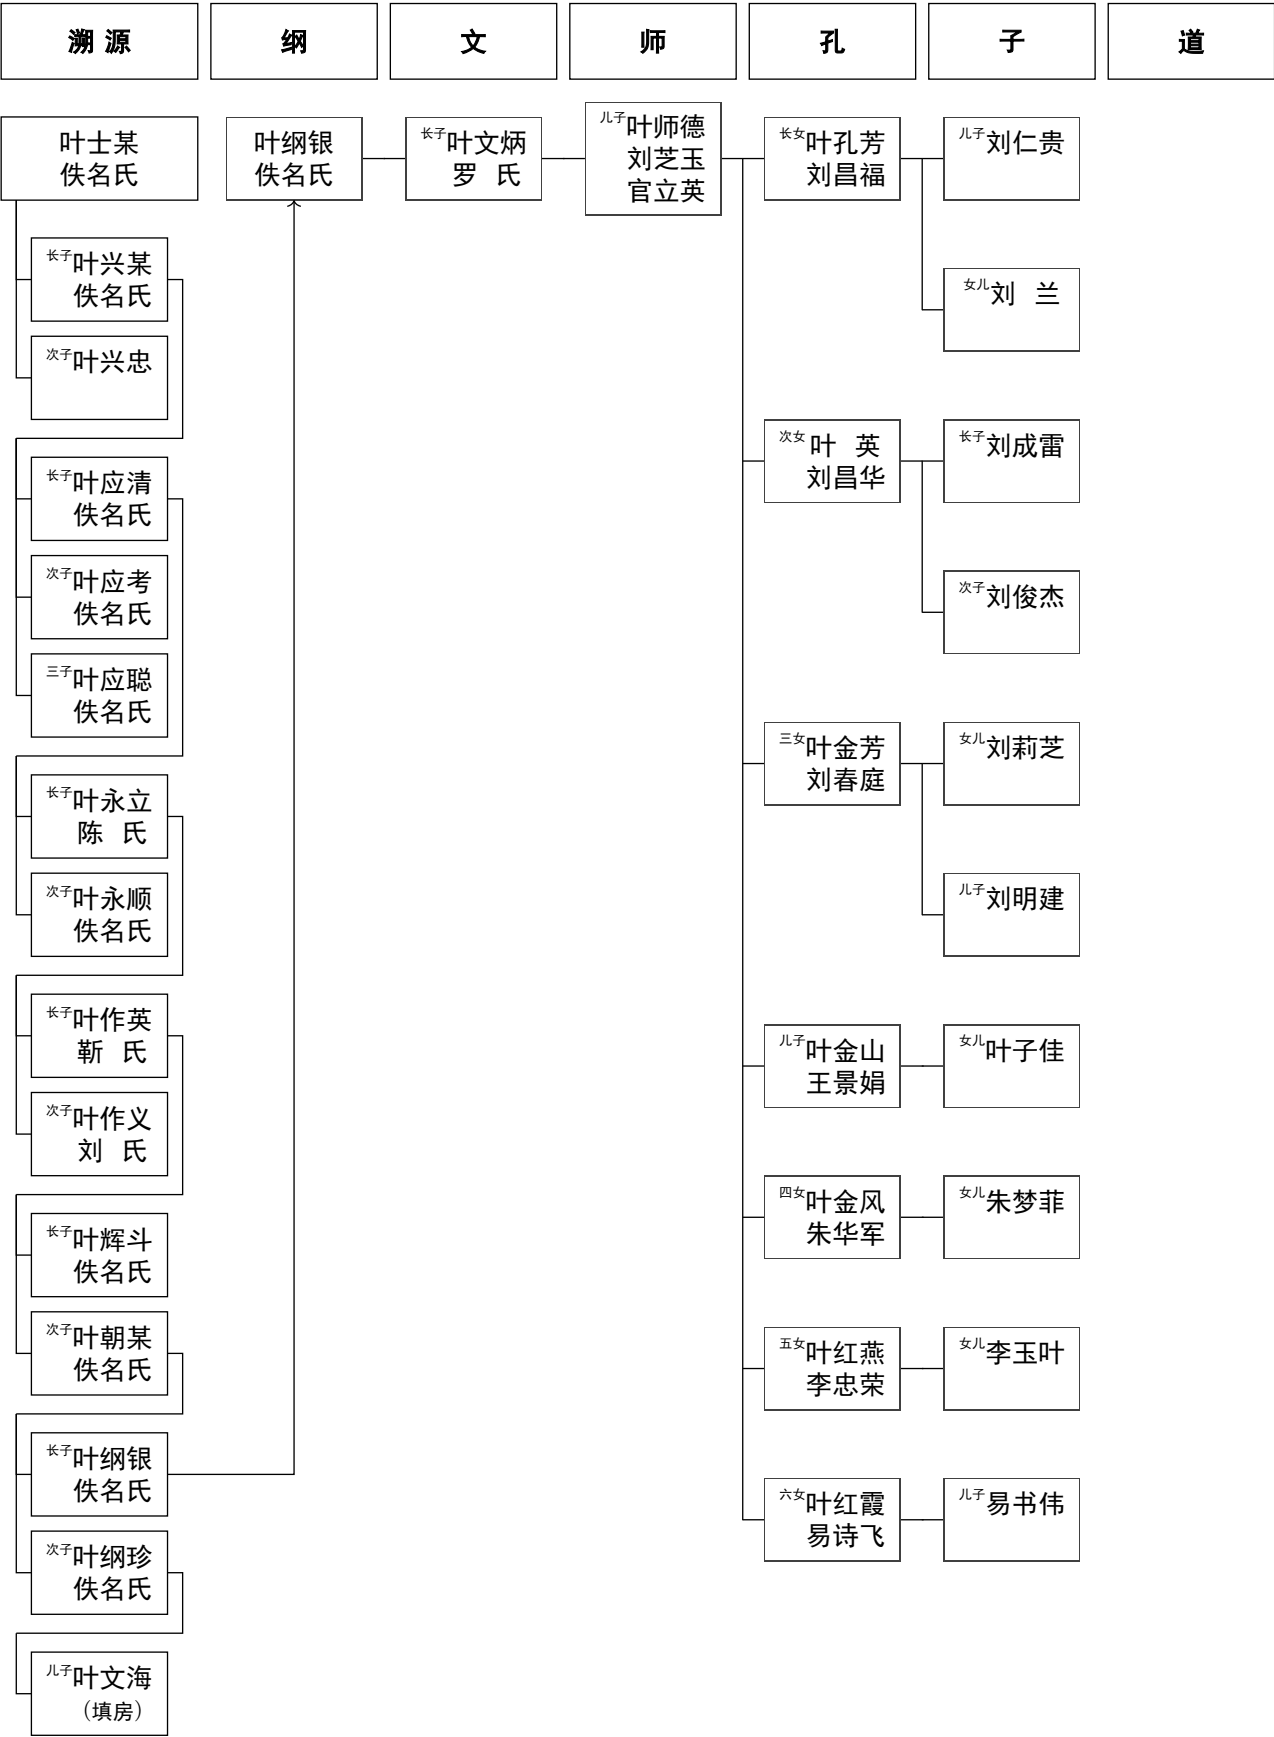 溯 源
纲
文
师
孔
子
道
叶士某
佚名氏
长子叶兴某
佚名氏
次子叶兴忠
长子叶应清
佚名氏
次子叶应考
佚名氏
三子叶应聪
佚名氏
长子叶永立
陈 氏
次子叶永顺
佚名氏
长子叶作英
靳 氏
次子叶作义
刘 氏
长子叶辉斗
佚名氏
次子叶朝某
佚名氏
长子叶纲银
佚名氏
次子叶纲珍
佚名氏
儿子叶文海
（填房）
叶纲银
佚名氏
长子叶文炳
罗 氏
儿子叶师德
刘芝玉
官立英
长女叶孔芳
刘昌福
儿子刘仁贵
女儿刘 兰
次女叶 英
刘昌华
长子刘成雷
次子刘俊杰
三女叶金芳
刘春庭
女儿刘莉芝
儿子刘明建
儿子叶金山
王景娟
女儿叶子佳
四女叶金风
朱华军
女儿朱梦菲
五女叶红燕
李忠荣
女儿李玉叶
六女叶红霞
易诗飞
儿子易书伟